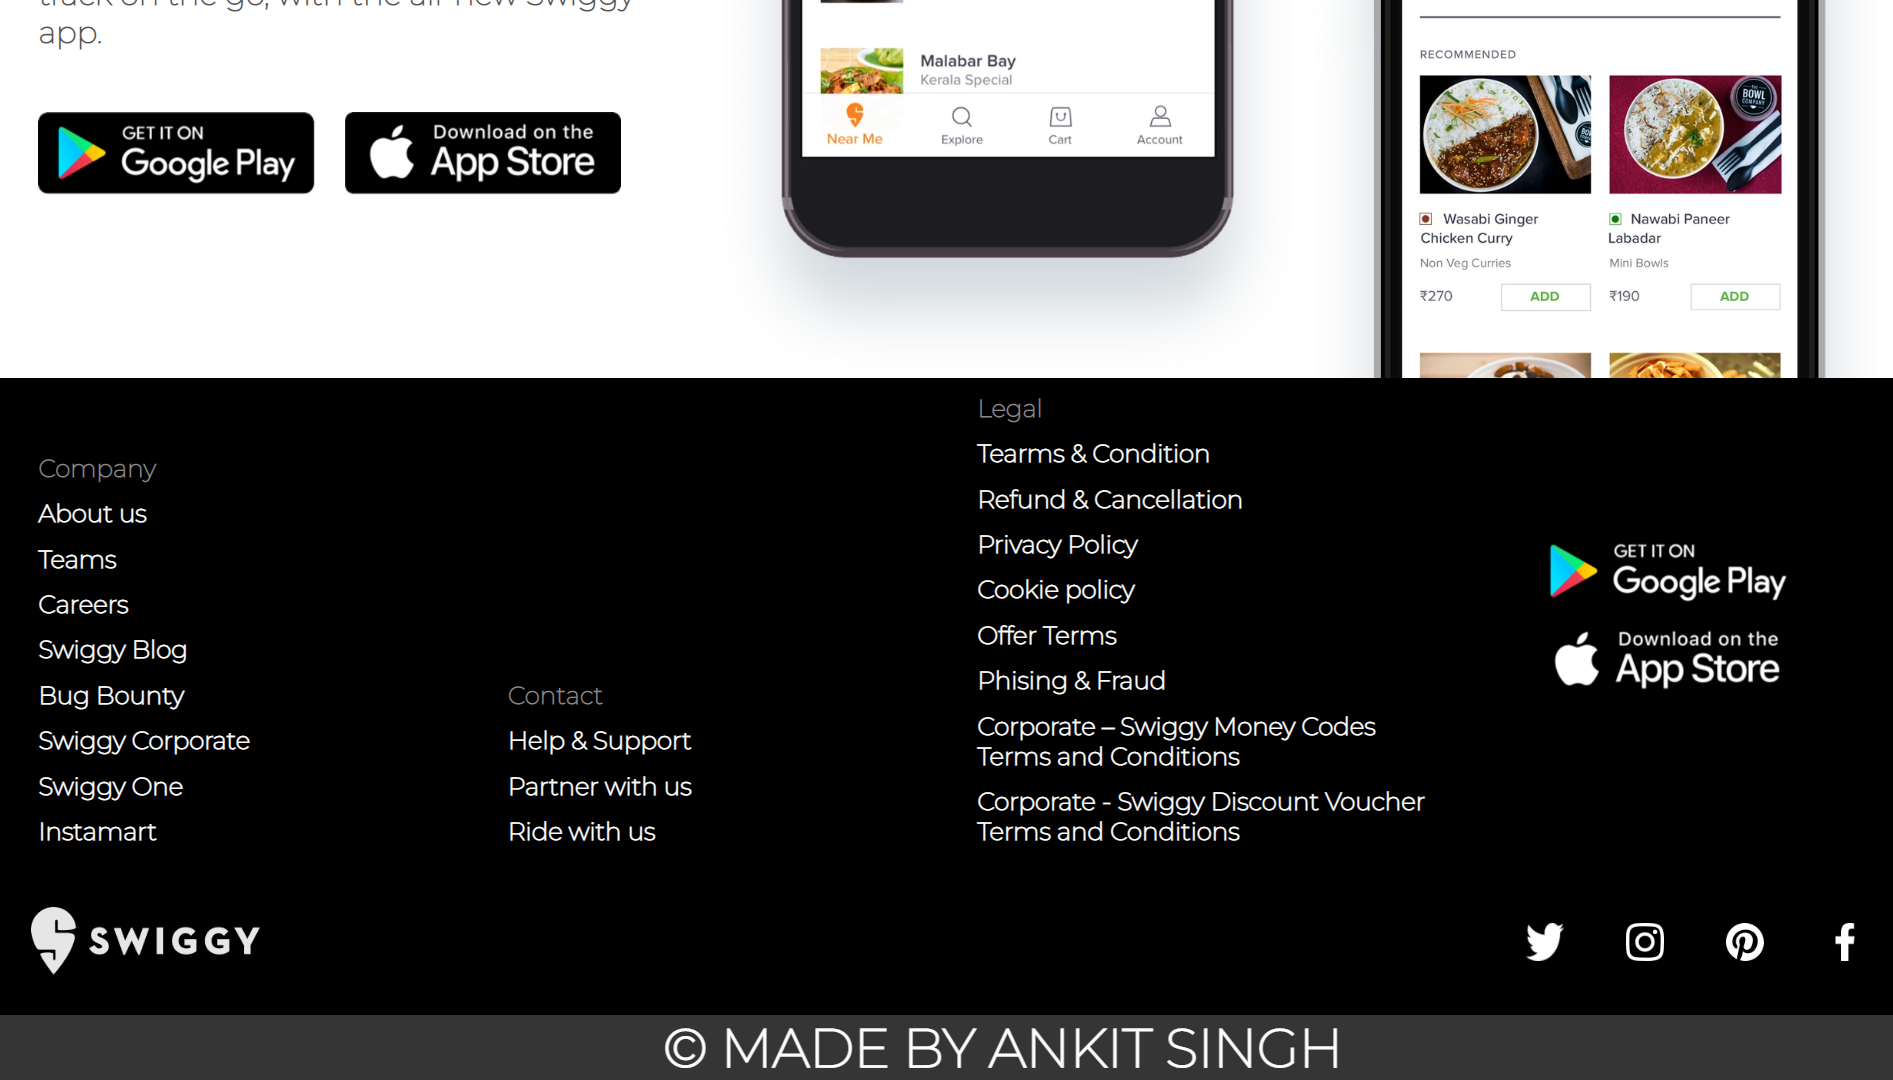 track on the go, with the all new Swiggy
app.
GET IT ON
Google Play
Download on the
App Store
Malabar Bay
Kerala Special
Near Me
Explore
Cart
Account
RECOMMENDED
THE
BOWL
COMPANY
Wasabi Ginger
Chicken Curry
Non Veg Curries
₹270
ADD
Nawabi Paneer
Labadar
Mini Bowls
₹190
ADD
Company
About us
Teams
Careers
Swiggy Blog
Bug Bounty
Swiggy Corporate
Swiggy One
Instamart
Contact
Help & Support
Partner with us
Ride with us
Legal
Tearms & Condition
Refund & Cancellation
Privacy Policy
Cookie policy
Offer Terms
Phising & Fraud
Corporate – Swiggy Money Codes
Terms and Conditions
Corporate - Swiggy Discount Voucher
Terms and Conditions
GET IT ON
Google Play
Download on the
App Store
SWIGGY
© MADE BY ANKIT SINGH